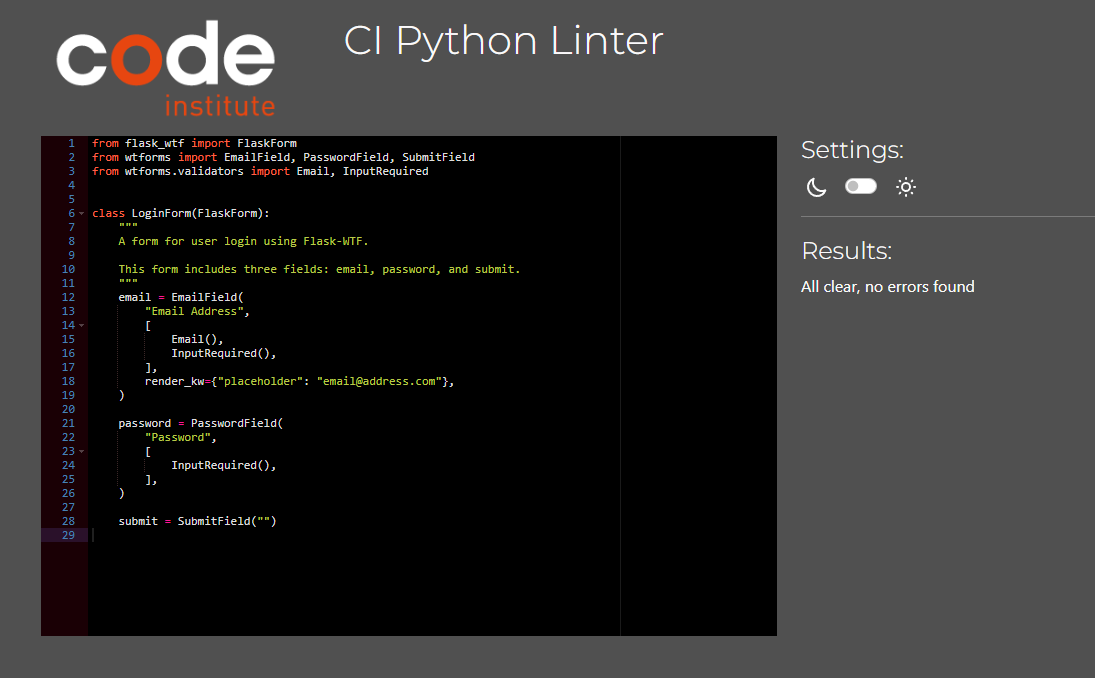 code
institute
CI Python Linter
1 from flask_wtf import FlaskForm
2 from wtforms import EmailField, PasswordField, SubmitField
3 from wtforms.validators import Email, InputRequired
4
5
6 class LoginForm(FlaskForm):
7     """
8     A form for user login using Flask-WTF.
9
10     This form includes three fields: email, password, and submit.
11     """
12     email = EmailField(
13         "Email Address",
14         [
15             Email(),
16             InputRequired(),
17         ],
18         render_kw={"placeholder": "email@address.com"},
19     )
20
21     password = PasswordField(
22         "Password",
23         [
24             InputRequired(),
25         ],
26     )
27
28     submit = SubmitField("")
29
Settings:
Results:
All clear, no errors found